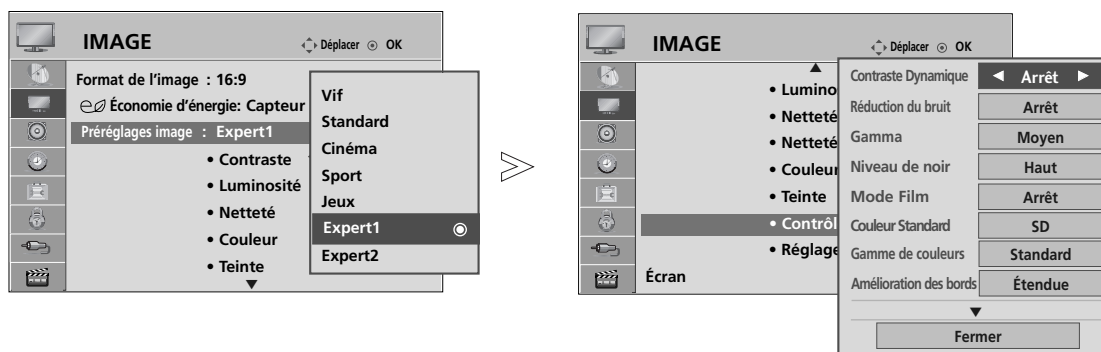 IMAGE
Déplacer OK
Format de l'image : 16:9
Économie d'énergie: Capteur
Préréglages image : Expert1
• Contraste
• Luminosité
• Netteté
• Couleur
• Teinte
▼
Vif
Standard
Cinéma
Sport
Jeux
Expert1
Expert2
IMAGE
Déplacer OK
▲
• Lumino
• Netteté
• Netteté
• Couleur
• Teinte
• Contrôl
• Réglage
Écran
Contraste Dynamique ◄ Arrêt ►
Réduction du bruit Arrêt
Gamma Moyen
Niveau de noir Haut
Mode Film Arrêt
Couleur Standard SD
Gamme de couleurs Standard
Amélioration des bords Étendue
▼
Fermer